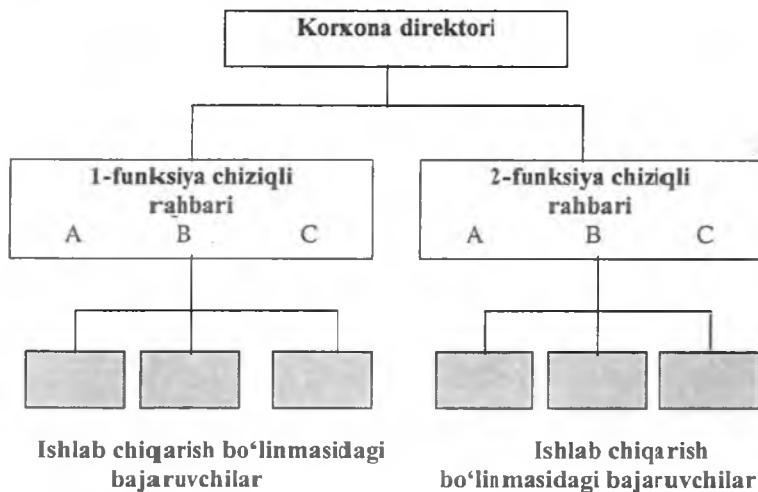 Korxona direktori
1-funksiya chiziqli
rahbari
A B C
2-funksiya chiziqli
rahbari
A B C
Ishlab chiqarish bo‘linmasidagi
bajaruvchilar
Ishlab chiqarish
bo‘linmasidagi bajaruvchilar